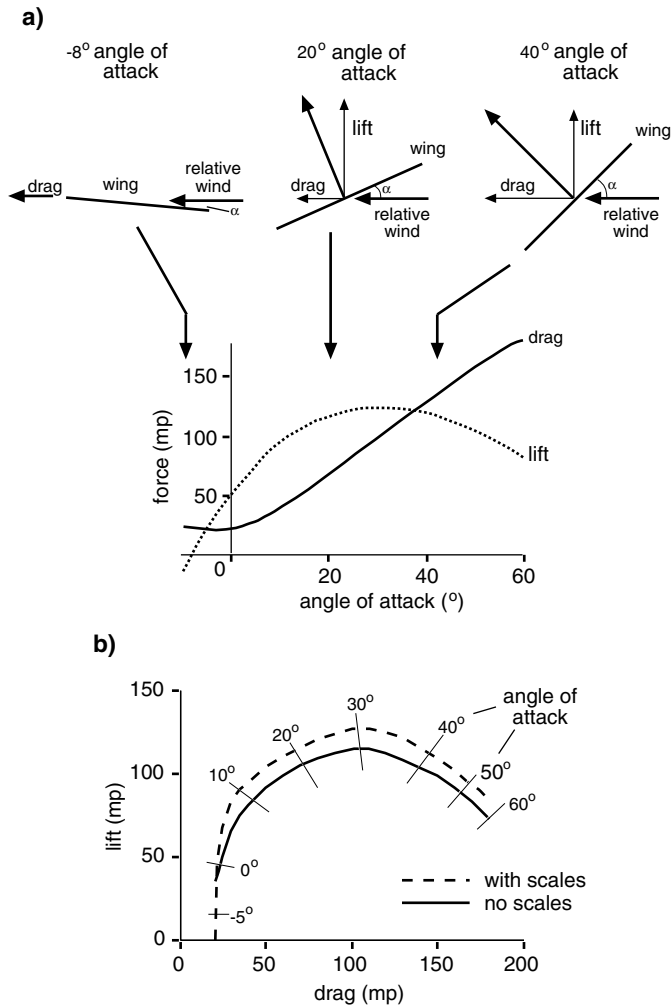 a)
-8° angle of
attack
20° angle of
attack
40° angle of
attack
drag
wing
relative
wind
α
lift
drag
wing
α
relative
wind
lift
drag
wing
α
relative
wind
force (mp)
150
100
50
0
20
40
60
drag
lift
angle of attack (°)
b)
lift (mp)
150
100
50
0
0
50
100
150
200
drag (mp)
-5°
0°
10°
20°
30°
40°
50°
60°
angle of
attack
with scales
no scales